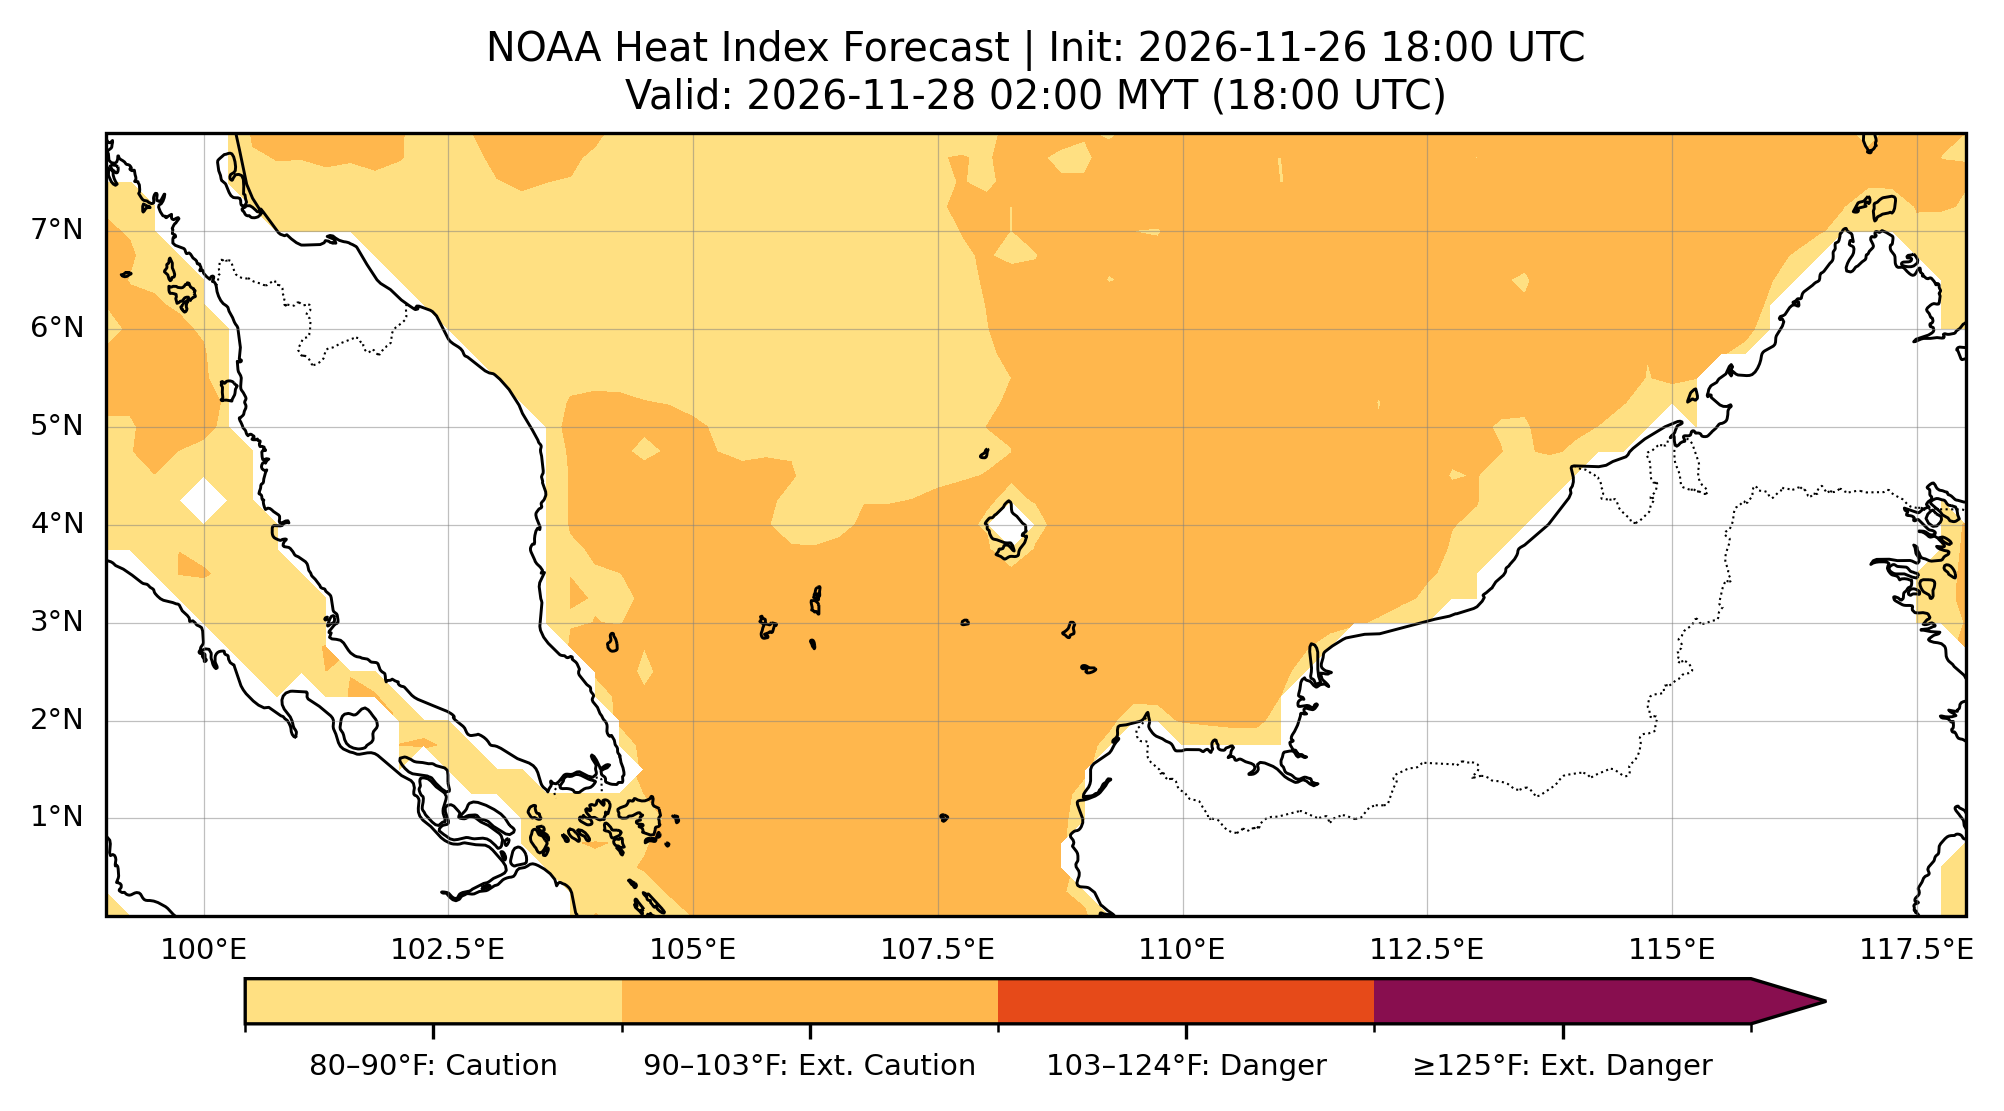 NOAA Heat Index Forecast | Init: 2026-11-26 18:00 UTC
Valid: 2026-11-28 02:00 MYT (18:00 UTC)
7°N
6°N
5°N
4°N
3°N
2°N
1°N
100°E 102.5°E 105°E 107.5°E 110°E 112.5°E 115°E 117.5°E
80–90°F: Caution 90–103°F: Ext. Caution 103–124°F: Danger ≥125°F: Ext. Danger